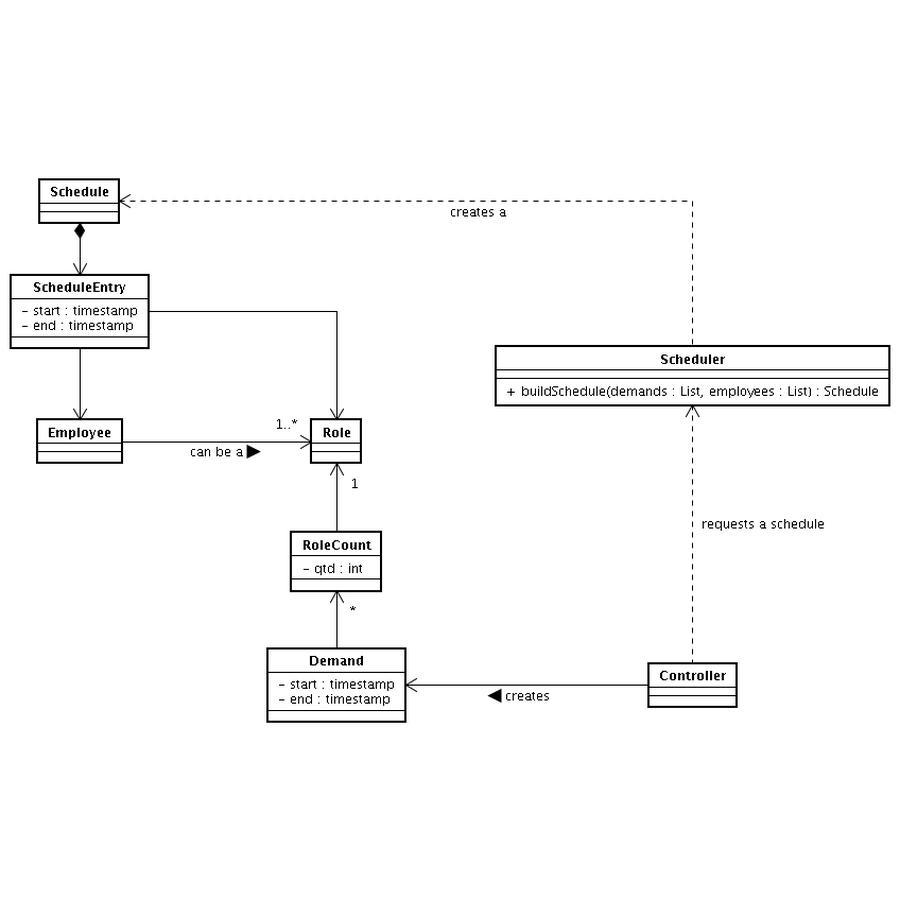 Schedule
creates a
ScheduleEntry
- start : timestamp
- end : timestamp
Scheduler
+ buildSchedule(demands : List, employees : List) : Schedule
Employee
1..*
Role
can be a
1
requests a schedule
RoleCount
- qtd : int
*
Demand
- start : timestamp
- end : timestamp
Controller
creates